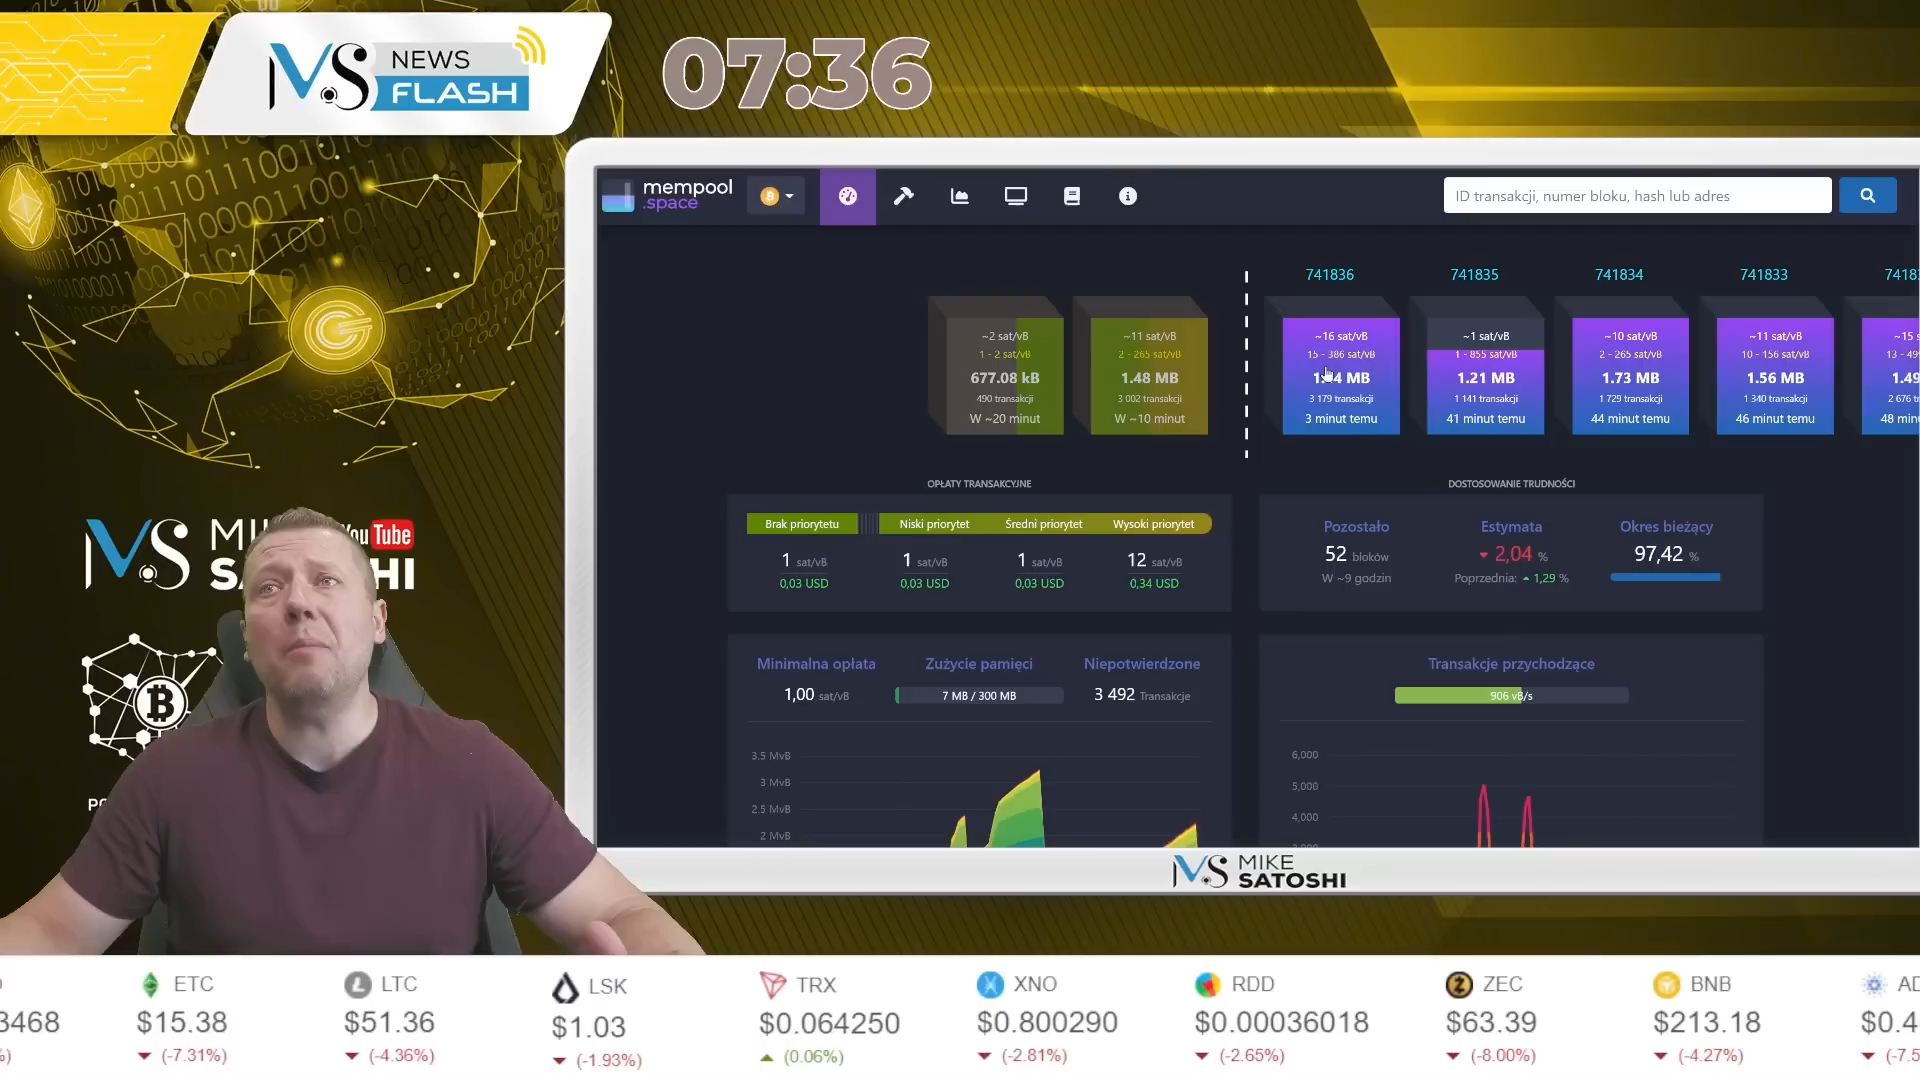 MS NEWS FLASH
07:36
mempool
.space
ID transakcji, numer bloku, hash lub adres
741836
741835
741834
741833
~2 sat/vB
1 - 2 sat/vB
677.08 kB
490 transakcji
W ~20 minut
~11 sat/vB
2 - 265 sat/vB
1.48 MB
3 002 transakcji
W ~10 minut
~16 sat/vB
15 - 386 sat/vB
MB
3 179 transakcji
3 minut temu
~1 sat/vB
1 - 855 sat/vB
1.21 MB
1 141 transakcji
41 minut temu
~10 sat/vB
2 - 265 sat/vB
1.73 MB
1 729 transakcji
44 minut temu
~11 sat/vB
10 - 156 sat/vB
1.56 MB
1 340 transakcji
46 minut temu
~15
1.49
2 676
48
OPŁATY TRANSAKCYJNE
Brak priorytetu
Niski priorytet
Średni priorytet
Wysoki priorytet
1 sat/vB
1 sat/vB
1 sat/vB
12 sat/vB
0,03 USD
0,03 USD
0,03 USD
0,34 USD
DOSTOSOWANIE TRUDNOŚCI
Pozostało
Estymata
Okres bieżący
52 bloków
2,04 %
97,42 %
W ~9 godzin
Poprzednia: 1,29 %
Minimalna opłata
Zużycie pamięci
Niepotwierdzone
1,00 sat/vB
7 MB / 300 MB
3 492 Transakcje
Transakcje przychodzące
906 vB/s
3.5 MvB
3 MvB
2.5 MvB
2 MvB
6,000
5,000
4,000
YouTube
MS
MS MIKE
SATOSHI
ETC
$15.38
(-7.31%)
LTC
$51.36
(-4.36%)
LSK
$1.03
(-1.93%)
TRX
$0.064250
(0.06%)
XNO
$0.800290
(-2.81%)
RDD
$0.00036018
(-2.65%)
ZEC
$63.39
(-8.00%)
BNB
$213.18
(-4.27%)